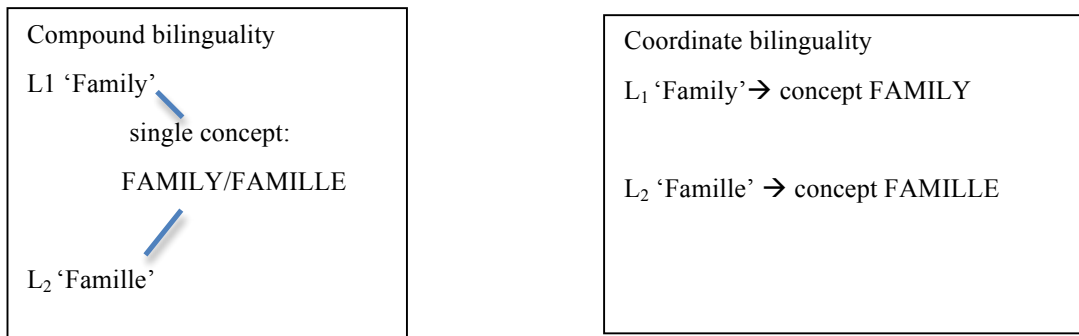 Compound bilinguality
L1 ‘Family’
single concept:
FAMILY/FAMILLE
L₂ ‘Famille’
Coordinate bilinguality
L₁ ‘Family’→ concept FAMILY
L₂ ‘Famille’ → concept FAMILLE